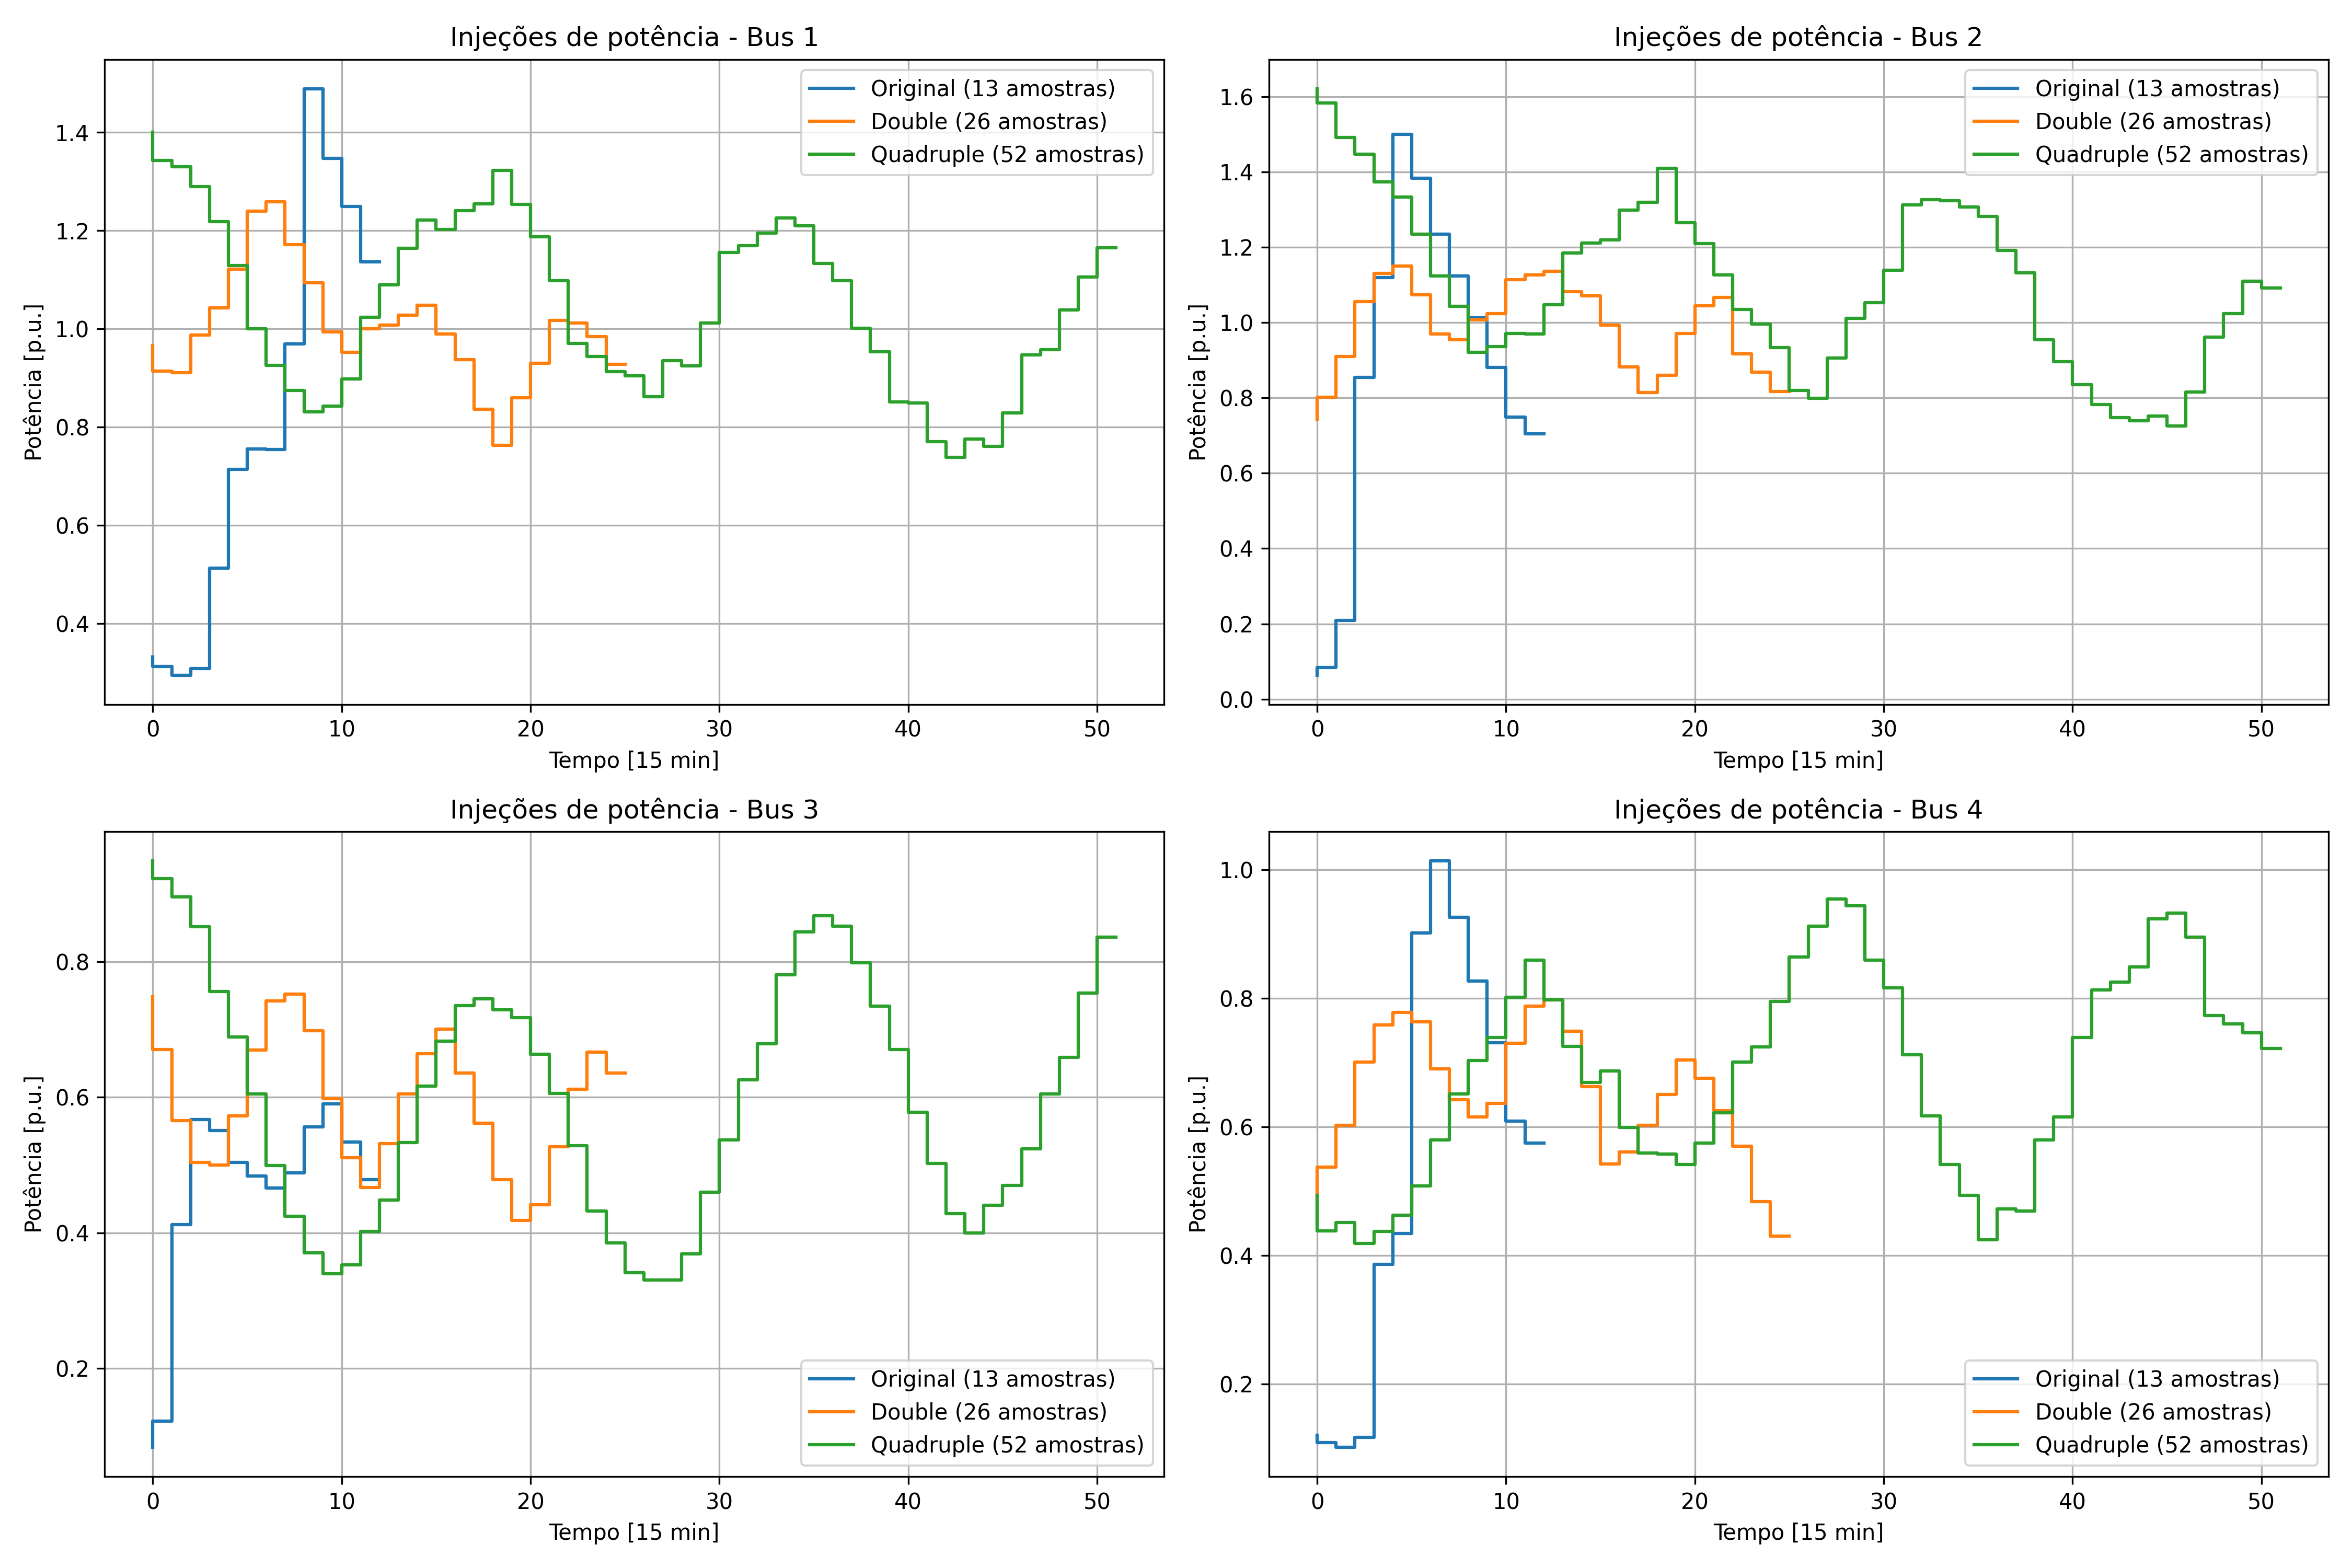 Injeções de potência - Bus 1
Potência [p.u.]
1.4
1.2
1.0
0.8
0.6
0.4
Original (13 amostras)
Double (26 amostras)
Quadruple (52 amostras)
0 10 20 30 40 50
Tempo [15 min]
Injeções de potência - Bus 2
Potência [p.u.]
1.6
1.4
1.2
1.0
0.8
0.6
0.4
0.2
0.0
Original (13 amostras)
Double (26 amostras)
Quadruple (52 amostras)
0 10 20 30 40 50
Tempo [15 min]
Injeções de potência - Bus 3
Potência [p.u.]
0.8
0.6
0.4
0.2
Original (13 amostras)
Double (26 amostras)
Quadruple (52 amostras)
0 10 20 30 40 50
Tempo [15 min]
Injeções de potência - Bus 4
Potência [p.u.]
1.0
0.8
0.6
0.4
0.2
Original (13 amostras)
Double (26 amostras)
Quadruple (52 amostras)
0 10 20 30 40 50
Tempo [15 min]